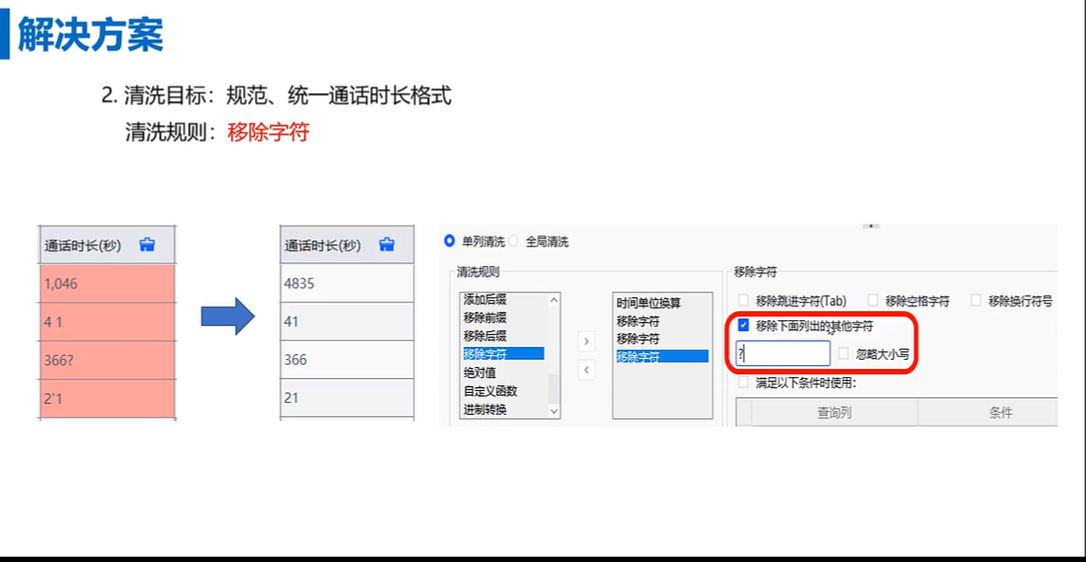 解决方案
2. 清洗目标：规范、统一通话时长格式
清洗规则：移除字符
通话时长(秒)
1,046
4 1
366?
2'1
通话时长(秒)
4835
41
366
21
单列清洗 全局清洗
清洗规则
添加后缀
移除前缀
移除后缀
移除字符
绝对值
自定义函数
进制转换
时间单位换算
移除字符
移除字符
移除字符
移除字符
移除跳进字符(Tab) 移除空格字符 移除换行符号
移除下面列出的其他字符
? 忽略大小写
满足以下条件时使用：
查询列 条件